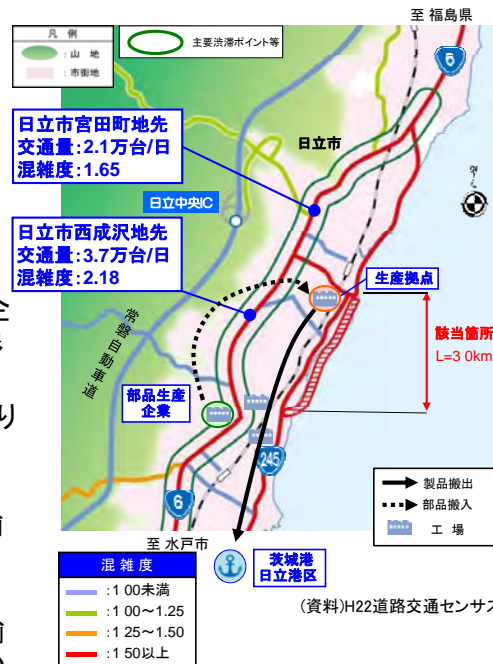 至 福島県
凡 例
：山 地
：市街地
主要渋滞ポイント等
6
日立市宮田町地先
交通量：2.1万台/日
混雑度：1.65
日立市
日立中央IC
日立市西成沢地先
交通量：3.7万台/日
混雑度：2.18
生産拠点
全
常磐自動車道
該当箇所
L=3 0km
り
部品生産
企業
245
6
製品搬出
部品搬入
工 場
至 水戸市
茨城港
日立港区
混 雑 度
：1 00未満
：1 00～1.25
：1 25～1.50
：1 50以上
(資料)H22道路交通センサス